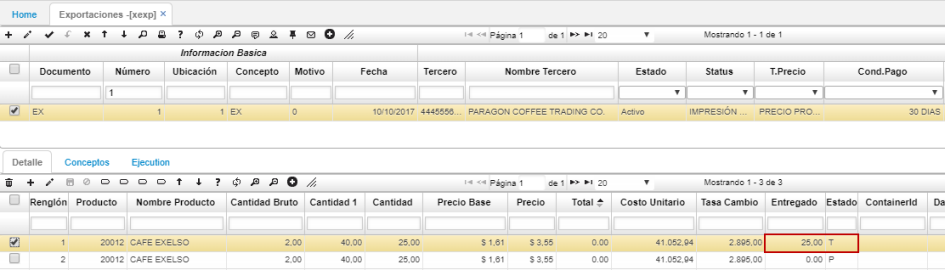 Home Exportaciones -[xexp] ×
Página 1 de 1 20 Mostrando 1 - 1 de 1
Informacion Basica
Documento Número Ubicación Concepto Motivo Fecha Tercero Nombre Tercero Estado Status T.Precio Cond.Pago
1
EX 1 1 EX 0 10/10/2017 4445556... PARAGON COFFEE TRADING CO. Activo IMPRESIÓN ... PRECIO PRO... 30 DIAS
Detalle Conceptos Ejecution
Página 1 de 1 20 Mostrando 1 - 3 de 3
Renglón Producto Nombre Producto Cantidad Bruto Cantidad 1 Cantidad Precio Base Precio Total Costo Unitario Tasa Cambio Entregado Estado ContainerId Da
1 20012 CAFE EXELSO 2,00 40,00 25,00 $ 1,61 $ 3,55 0.00 41.052,94 2.895,00 25,00 T
2 20012 CAFE EXELSO 2,00 40,00 25,00 $ 1,61 $ 3,55 0.00 41.052,94 2.895,00 0.00 P